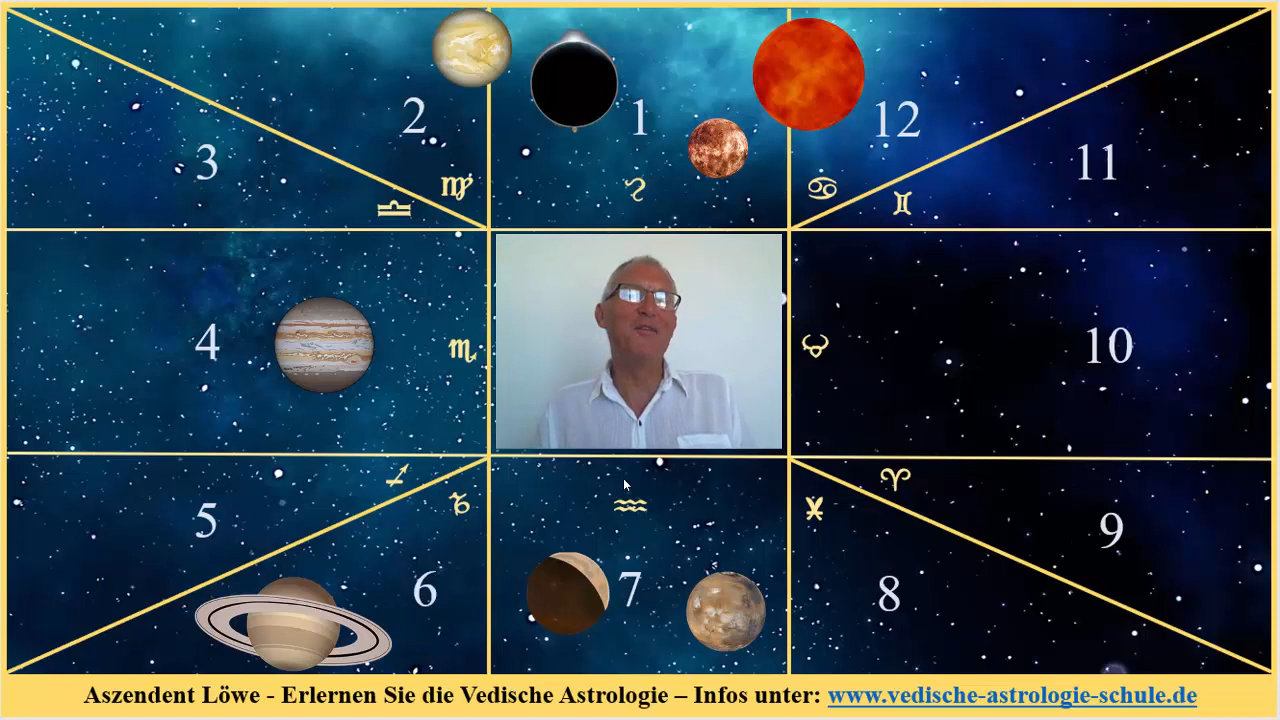 2 1 12
3 11
♍ ♌ ♋
♎ ♊
4 ♏ ♉ 10
♐ ♈
5 ♑ ♒ ♓ 9
6 7 8
Aszendent Löwe - Erlernen Sie die Vedische Astrologie – Infos unter: www.vedische-astrologie-schule.de